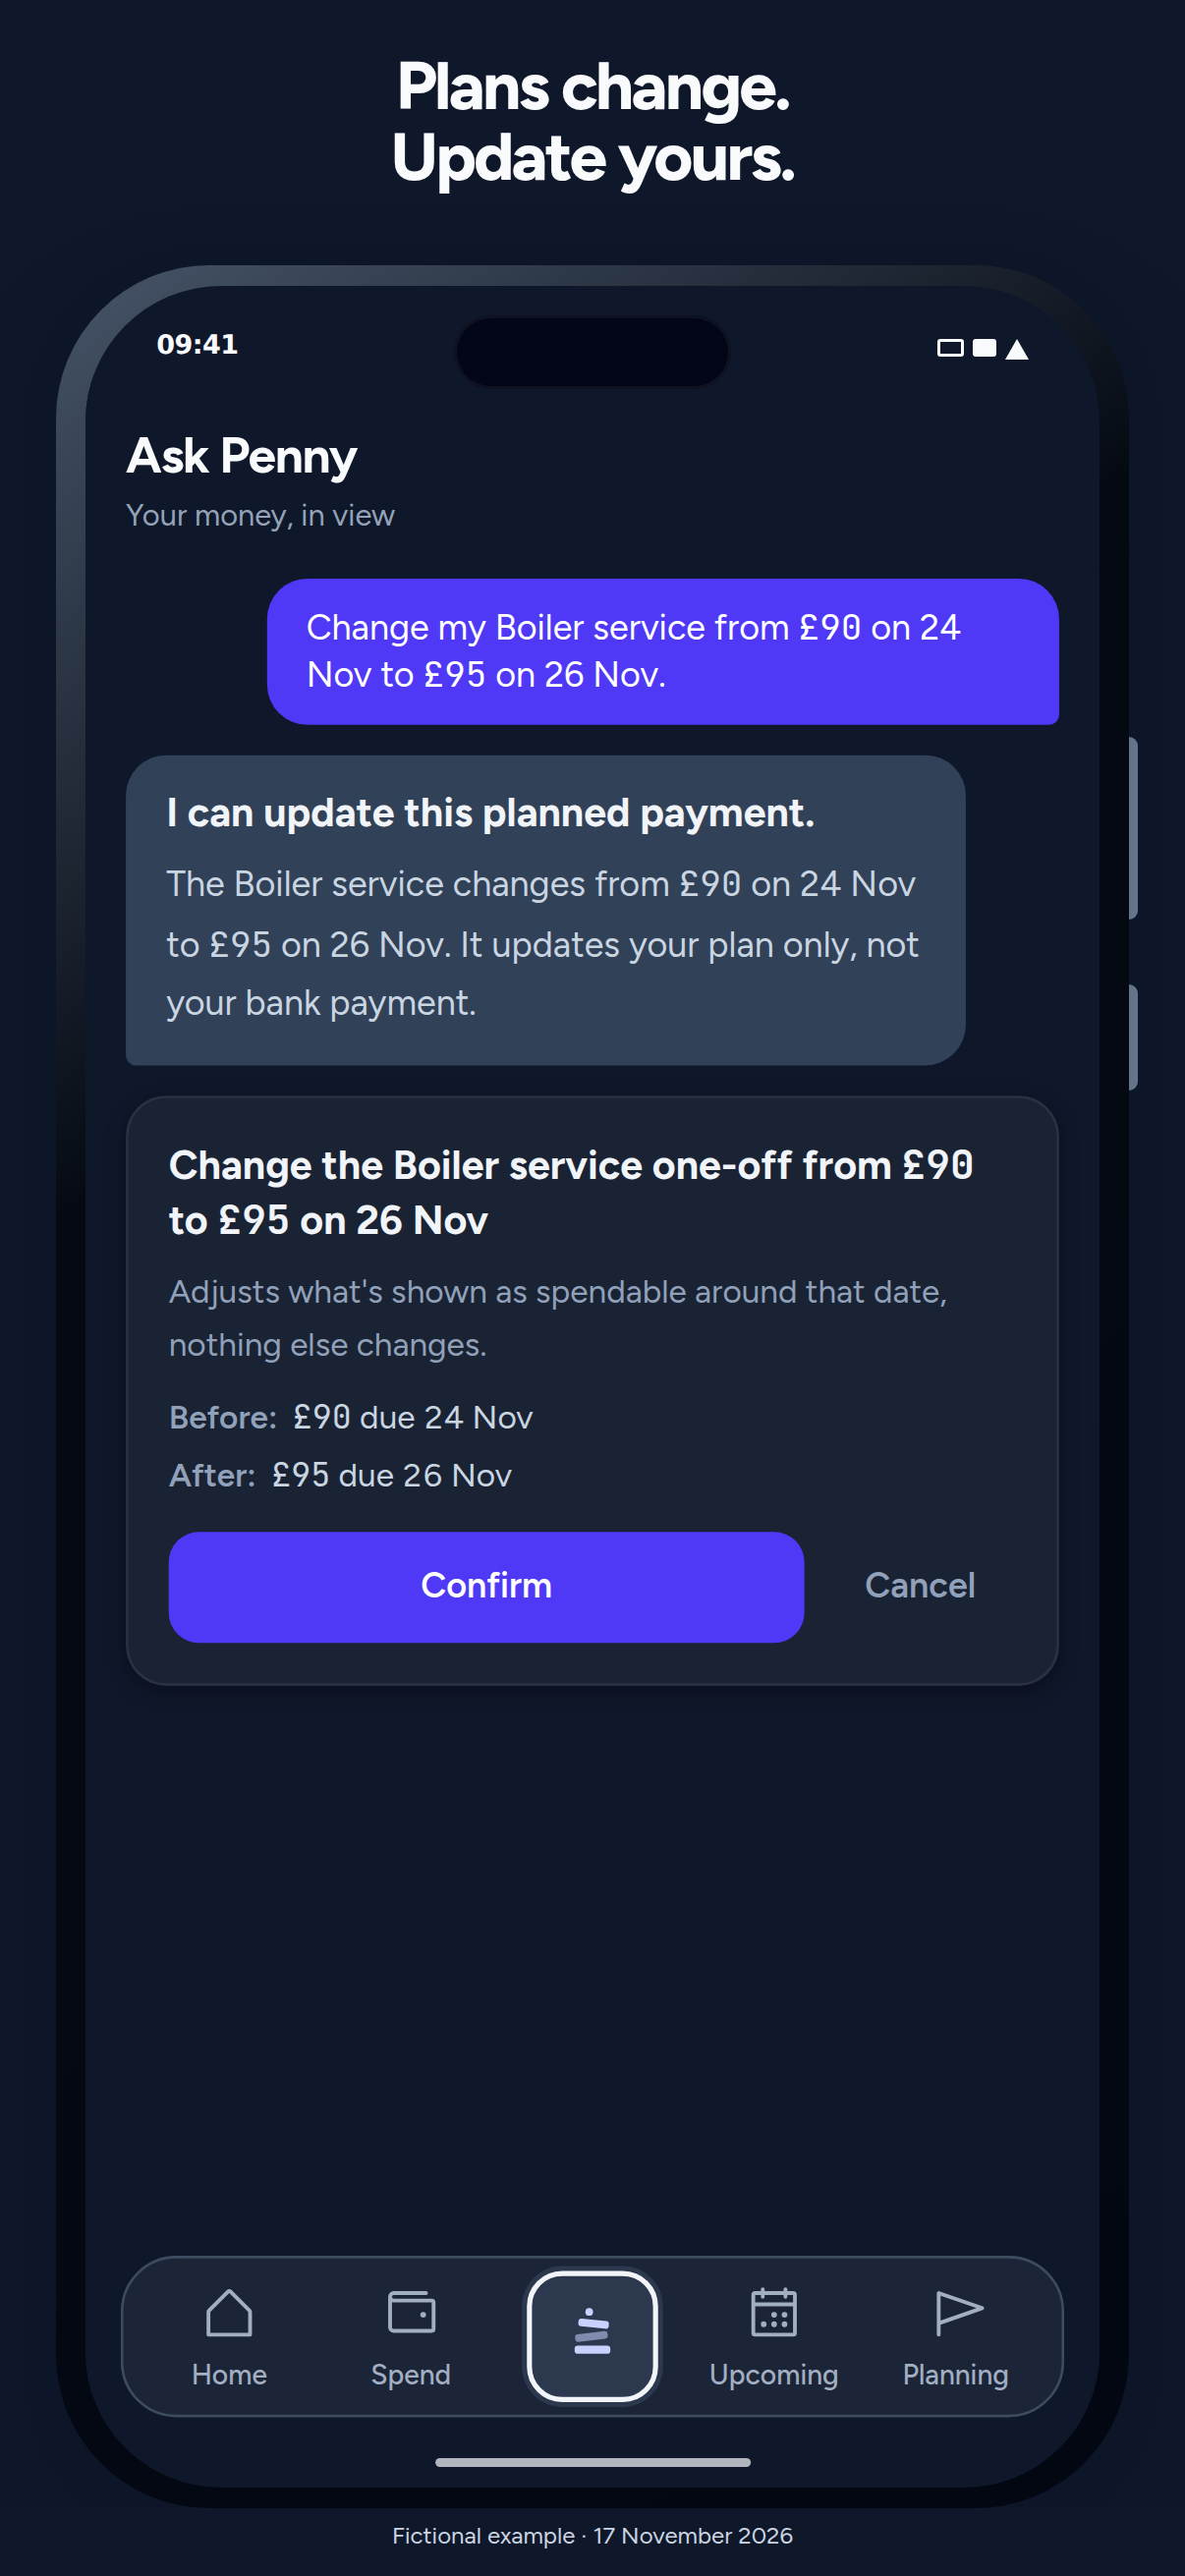 Plans change.
Update yours.
09:41
Ask Penny
Your money, in view
Change my Boiler service from £90 on 24
Nov to £95 on 26 Nov.
I can update this planned payment.
The Boiler service changes from £90 on 24 Nov
to £95 on 26 Nov. It updates your plan only, not
your bank payment.
Change the Boiler service one-off from £90
to £95 on 26 Nov
Adjusts what's shown as spendable around that date,
nothing else changes.
Before: £90 due 24 Nov
After: £95 due 26 Nov
Confirm
Cancel
Home
Spend
Upcoming
Planning
Fictional example · 17 November 2026